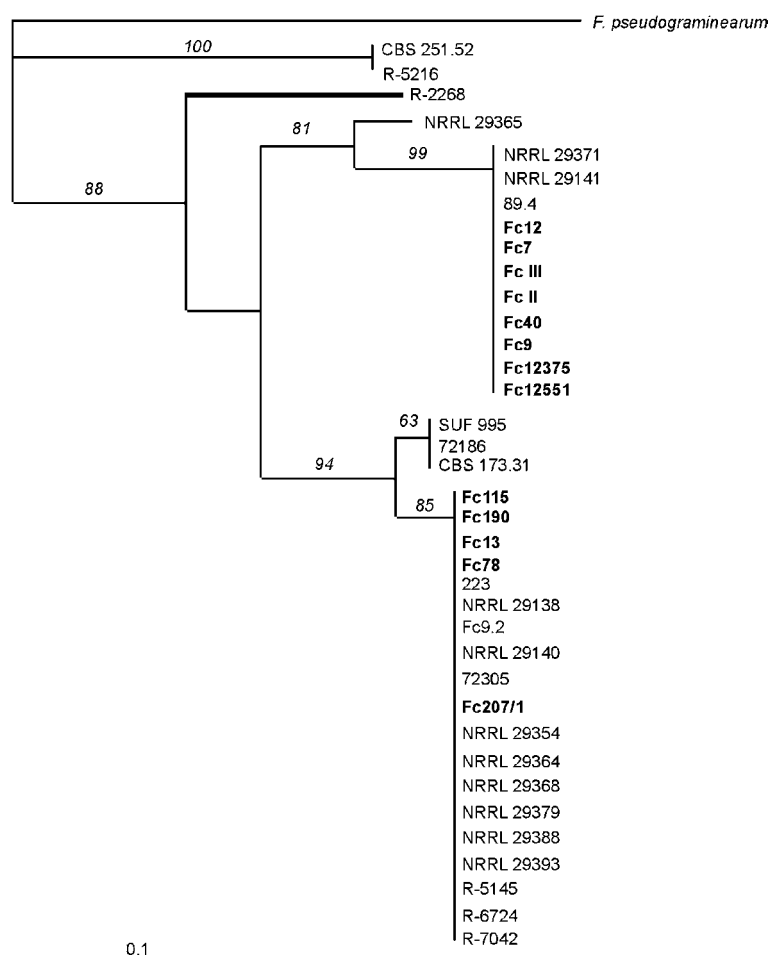 F. pseudograminearum
100
CBS 251.52
R-5216
R-2268
81
NRRL 29365
99
NRRL 29371
NRRL 29141
88
89.4
Fc12
Fc7
Fc III
Fc II
Fc40
Fc9
Fc12375
Fc12551
63
SUF 995
72186
94
CBS 173.31
85
Fc115
Fc190
Fc13
Fc78
223
NRRL 29138
Fc9.2
NRRL 29140
72305
Fc207/1
NRRL 29354
NRRL 29364
NRRL 29368
NRRL 29379
NRRL 29388
NRRL 29393
R-5145
R-6724
R-7042
0.1